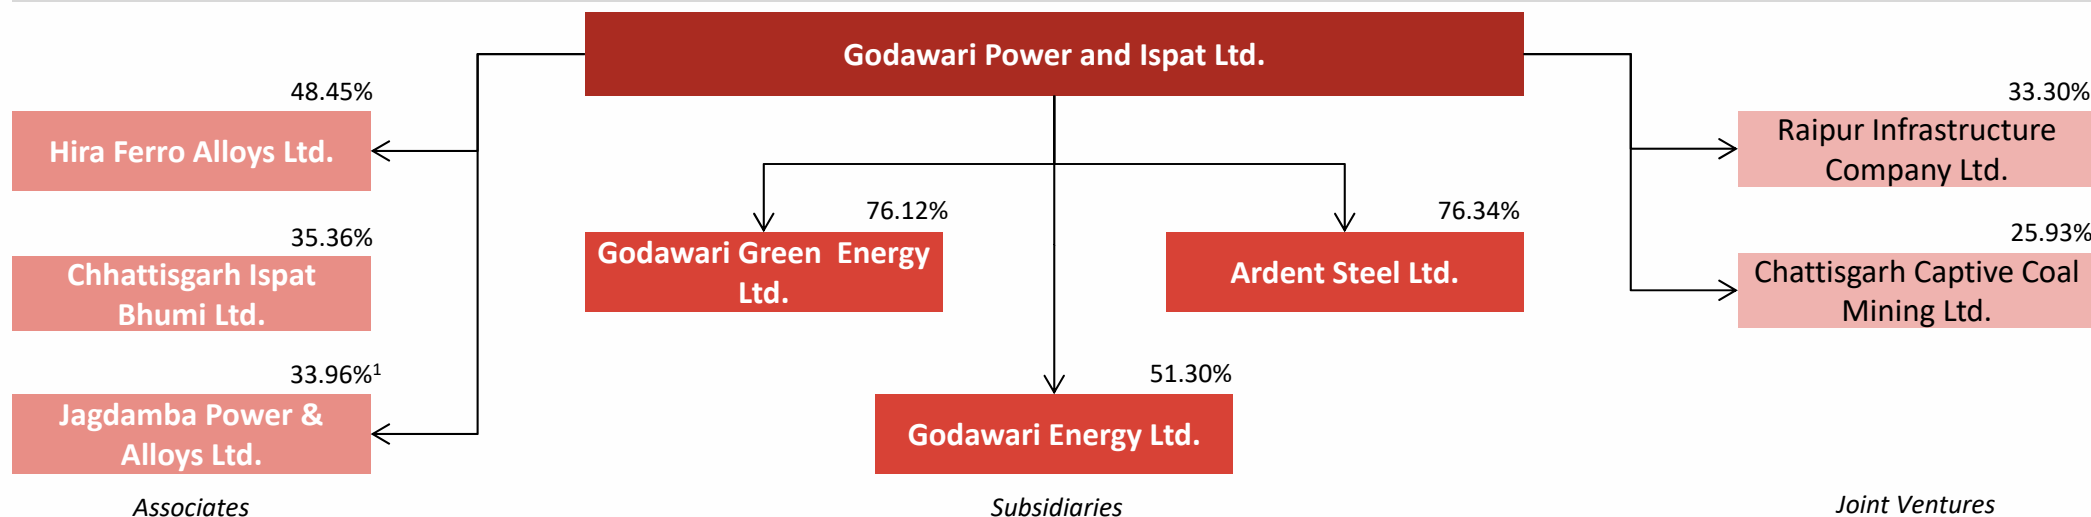 Godawari Power and Ispat Ltd.
48.45%
Hira Ferro Alloys Ltd.
35.36%
Chhattisgarh Ispat
Bhumi Ltd.
33.96%¹
Jagdamba Power &
Alloys Ltd.
Associates
76.12%
Godawari Green Energy
Ltd.
76.34%
Ardent Steel Ltd.
51.30%
Godawari Energy Ltd.
Subsidiaries
33.30%
Raipur Infrastructure
Company Ltd.
25.93%
Chattisgarh Captive Coal
Mining Ltd.
Joint Ventures